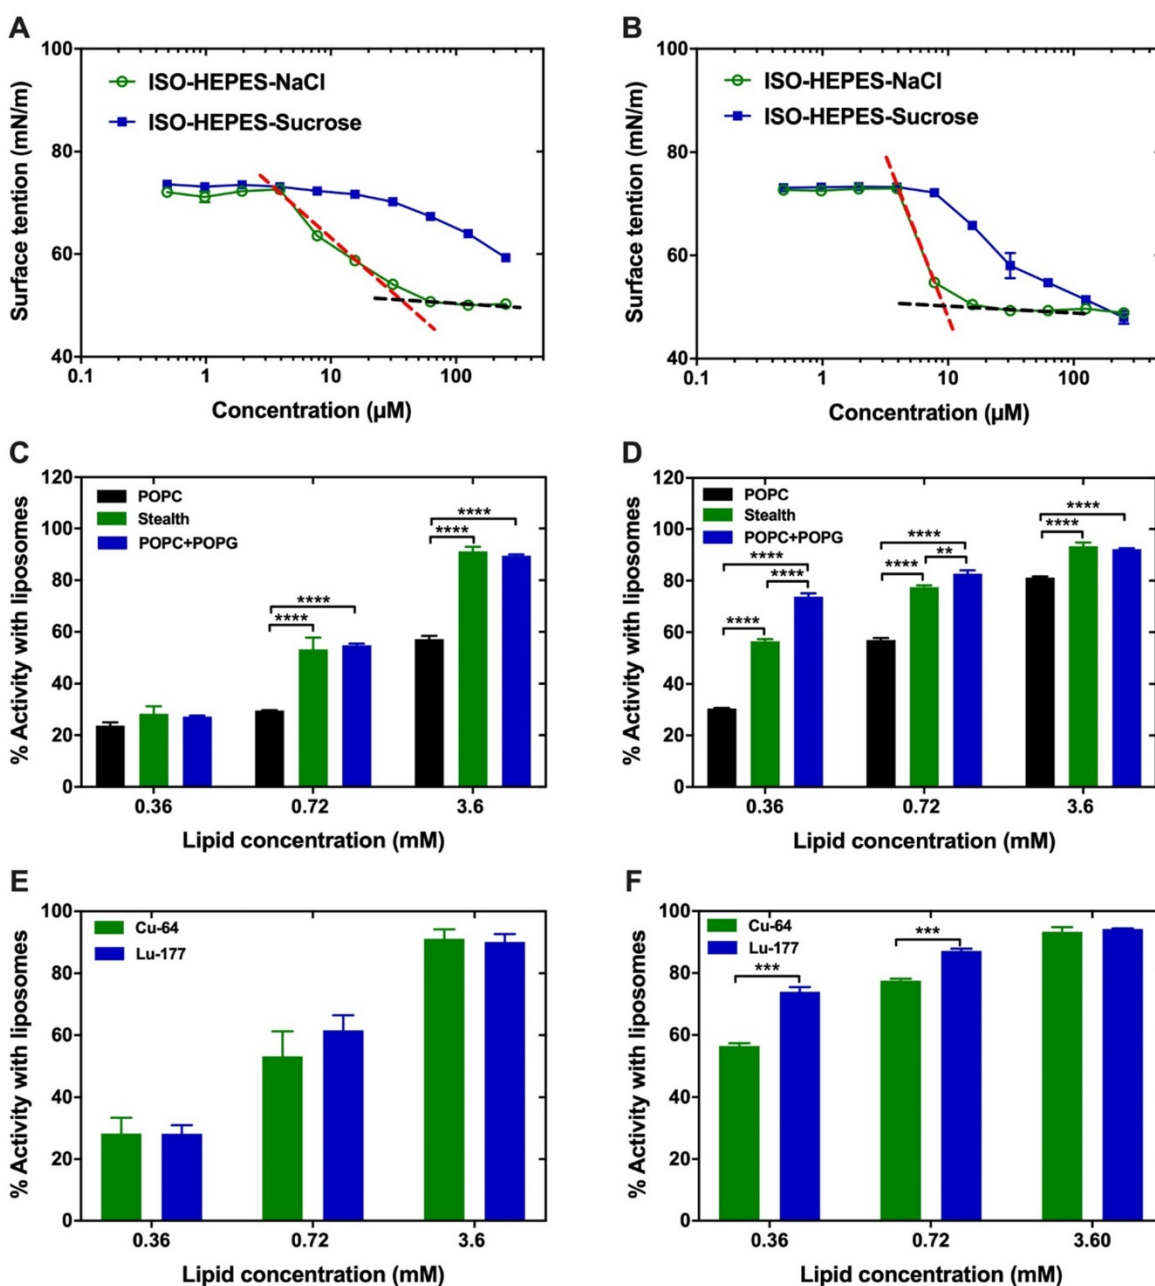 A
100
80
60
40
Surface tention (mN/m)
ISO-HEPES-NaCl
ISO-HEPES-Sucrose
0.1 1 10 100
Concentration (µM)
B
100
80
60
40
Surface tention (mN/m)
ISO-HEPES-NaCl
ISO-HEPES-Sucrose
0.1 1 10 100
Concentration (µM)
C
120
100
80
60
40
20
0
% Activity with liposomes
POPC
Stealth
POPC+POPG
****
****
****
****
0.36 0.72 3.6
Lipid concentration (mM)
D
120
100
80
60
40
20
0
% Activity with liposomes
POPC
Stealth
POPC+POPG
****
****
****
****
**
****
****
****
0.36 0.72 3.6
Lipid concentration (mM)
E
100
80
60
40
20
0
% Activity with liposomes
Cu-64
Lu-177
0.36 0.72 3.6
Lipid concentration (mM)
F
100
80
60
40
20
0
% Activity with liposomes
Cu-64
Lu-177
***
***
0.36 0.72 3.60
Lipid concentration (mM)